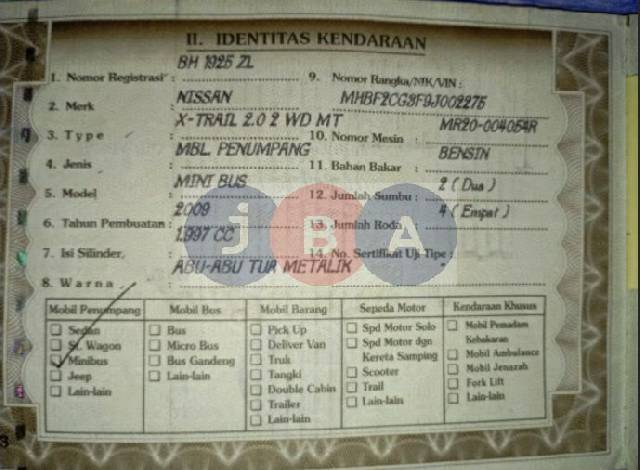 II. IDENTITAS KENDARAAN
1. Nomor Registrasi : BH 1925 ZL
2. Merk : NISSAN
3. Type : X-TRAIL 2.0 2 WD MT
4. Jenis : MBL. PENUMPANG
5. Model : MINI BUS
6. Tahun Pembuatan : 2009
7. Isi Silinder, : 1.997 CC
8. Warna : ABU-ABU TUA METALIK
9. Nomor Rangka/NIK/VIN :
MHBF2CG3F9J002275
10. Nomor Mesin : MR20-004054R
11. Bahan Bakar : BENSIN
12. Jumlah Sumbu : 2 ( Dua )
13. Jumlah Roda : 4 ( Empat )
14. No. Sertifikat Uji Tipe :
JBA
Mobil Penumpang
Sedan
St. Wagon
Minibus
Jeep
Lain-lain
Mobil Bus
Bus
Micro Bus
Bus Gandeng
Lain-lain
Mobil Barang
Pick Up
Deliver Van
Truk
Tangki
Double Cabin
Trailer
Lain-lain
Sepeda Motor
Spd Motor Solo
Spd Motor dgn
Kereta Samping
Scooter
Trail
Lain-lain
Kendaraan Khusus
Mobil Pemadam
Kebakaran
Mobil Ambulance
Mobil Jenazah
Fork Lift
Lain-lain
3